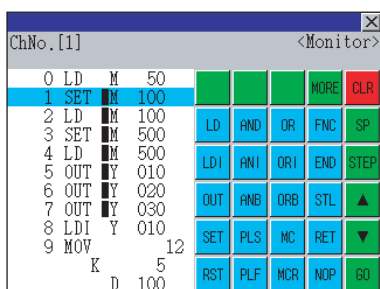 ChNo.[1] <Monitor>
0 LD M 50
1 SET M 100
2 LD M 100
3 SET M 500
4 LD M 500
5 OUT Y 010
6 OUT Y 020
7 OUT Y 030
8 LDI Y 010
9 MOV 12
K 5
D 100
MORE CLR
LD AND OR FNC SP
LDI ANI ORI END STEP
OUT ANB ORB STL ▲
SET PLS MC RET ▼
RST PLF MCR NOP GO